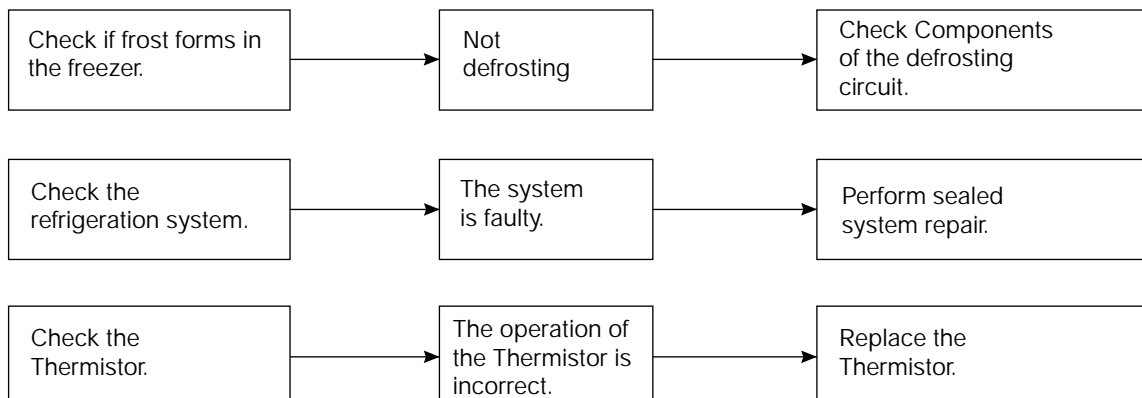 Check if frost forms in
the freezer.
Not
defrosting
Check Components
of the defrosting
circuit.
Check the
refrigeration system.
The system
is faulty.
Perform sealed
system repair.
Check the
Thermistor.
The operation of
the Thermistor is
incorrect.
Replace the
Thermistor.